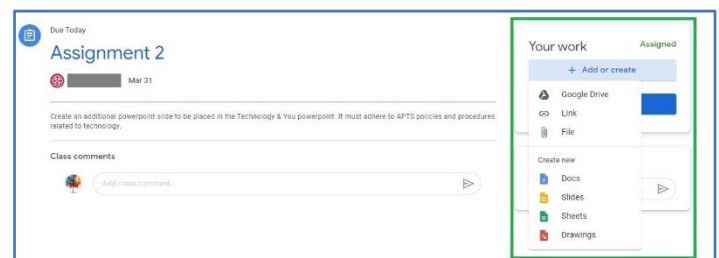 Due Today
Assignment 2
Mar 31
Create an additional powerpoint slide to be placed in the Technology & You powerpoint. It must adhere to APTS policies and procedures
related to technology.
Class comments
Add class comment...
Your work
Assigned
+ Add or create
Google Drive
Link
File
Create new
Docs
Slides
Sheets
Drawings